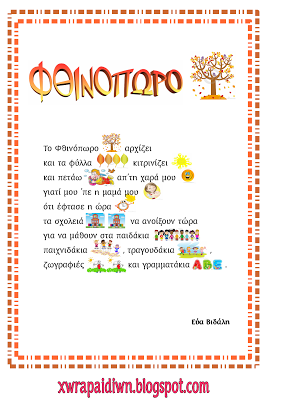 ΦΘΙΝΟΠΩΡΟ
Το Φθινόπωρο αρχίζει
και τα φύλλα κιτρινίζει
και πετάω απ'τη χαρά μου
γιατί μου 'πε η μαμά μου
ότι έφτασε η ώρα
τα σχολειά να ανοίξουν τώρα
για να μάθουν στα παιδάκια
παιχνιδάκια , τραγουδάκια ,
ζωγραφιές και γραμματάκια ΑΒΓ .
Εύα Βιδάλη
xwrapaidiwn.blogspot.com